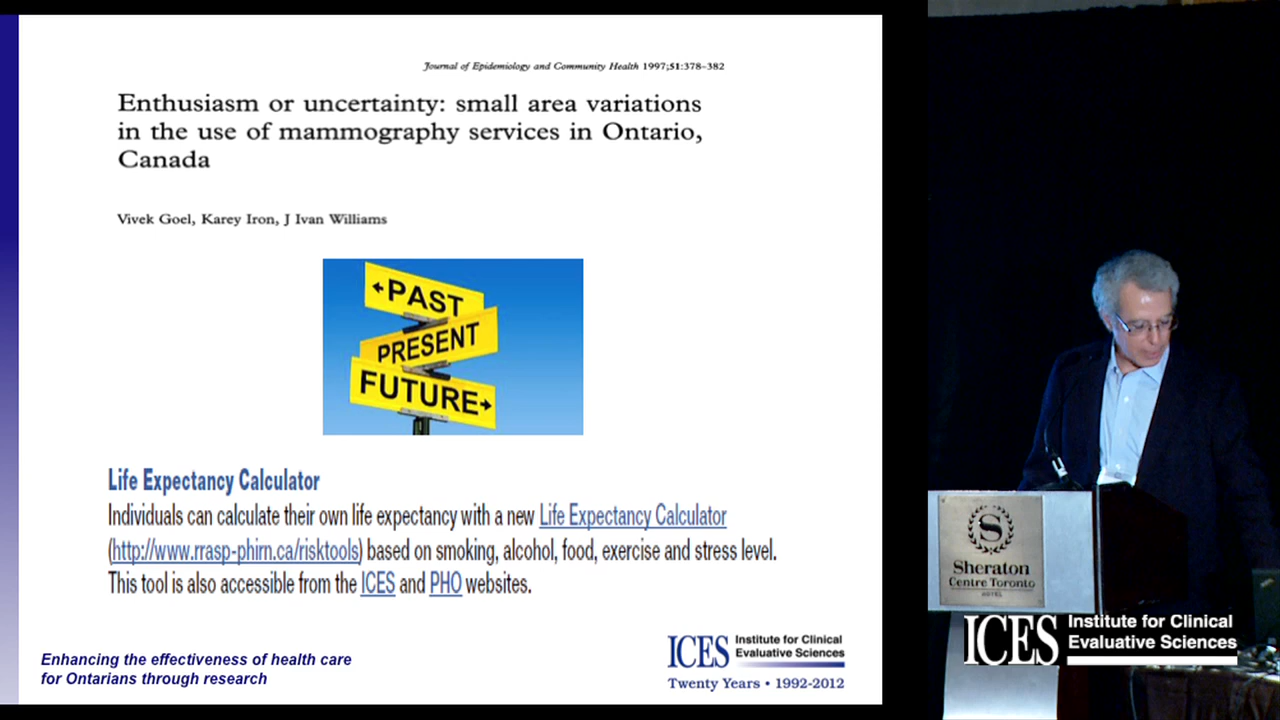 Journal of Epidemiology and Community Health 1997;51:378–382
Enthusiasm or uncertainty: small area variations
in the use of mammography services in Ontario,
Canada
Vivek Goel, Karey Iron, J Ivan Williams
PAST
PRESENT
FUTURE
Life Expectancy Calculator
Individuals can calculate their own life expectancy with a new Life Expectancy Calculator
(http://www.rrasp-phirn.ca/risktools) based on smoking, alcohol, food, exercise and stress level.
This tool is also accessible from the ICES and PHO websites.
Enhancing the effectiveness of health care
for Ontarians through research
ICES Institute for Clinical
Evaluative Sciences
Twenty Years • 1992-2012
S
Sheraton
Centre Toronto
HOTEL
ICES Institute for Clinical
Evaluative Sciences